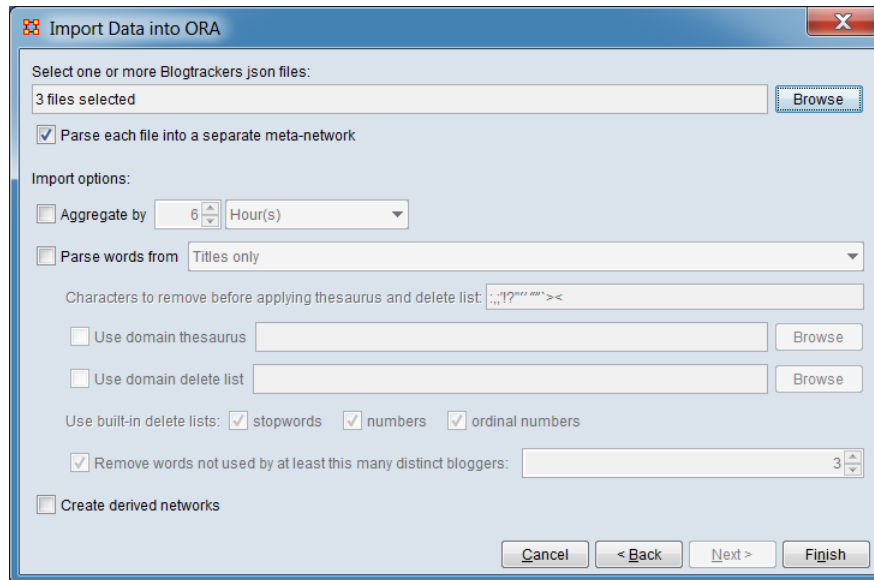 Import Data into ORA
X
Select one or more Blogtrackers json files:
3 files selected
Browse
Parse each file into a separate meta-network
Import options:
Aggregate by 6 Hour(s)
Parse words from Titles only
Characters to remove before applying thesaurus and delete list:
Use domain thesaurus Browse
Use domain delete list Browse
Use built-in delete lists: stopwords numbers ordinal numbers
Remove words not used by at least this many distinct bloggers: 3
Create derived networks
Cancel < Back Next > Finish